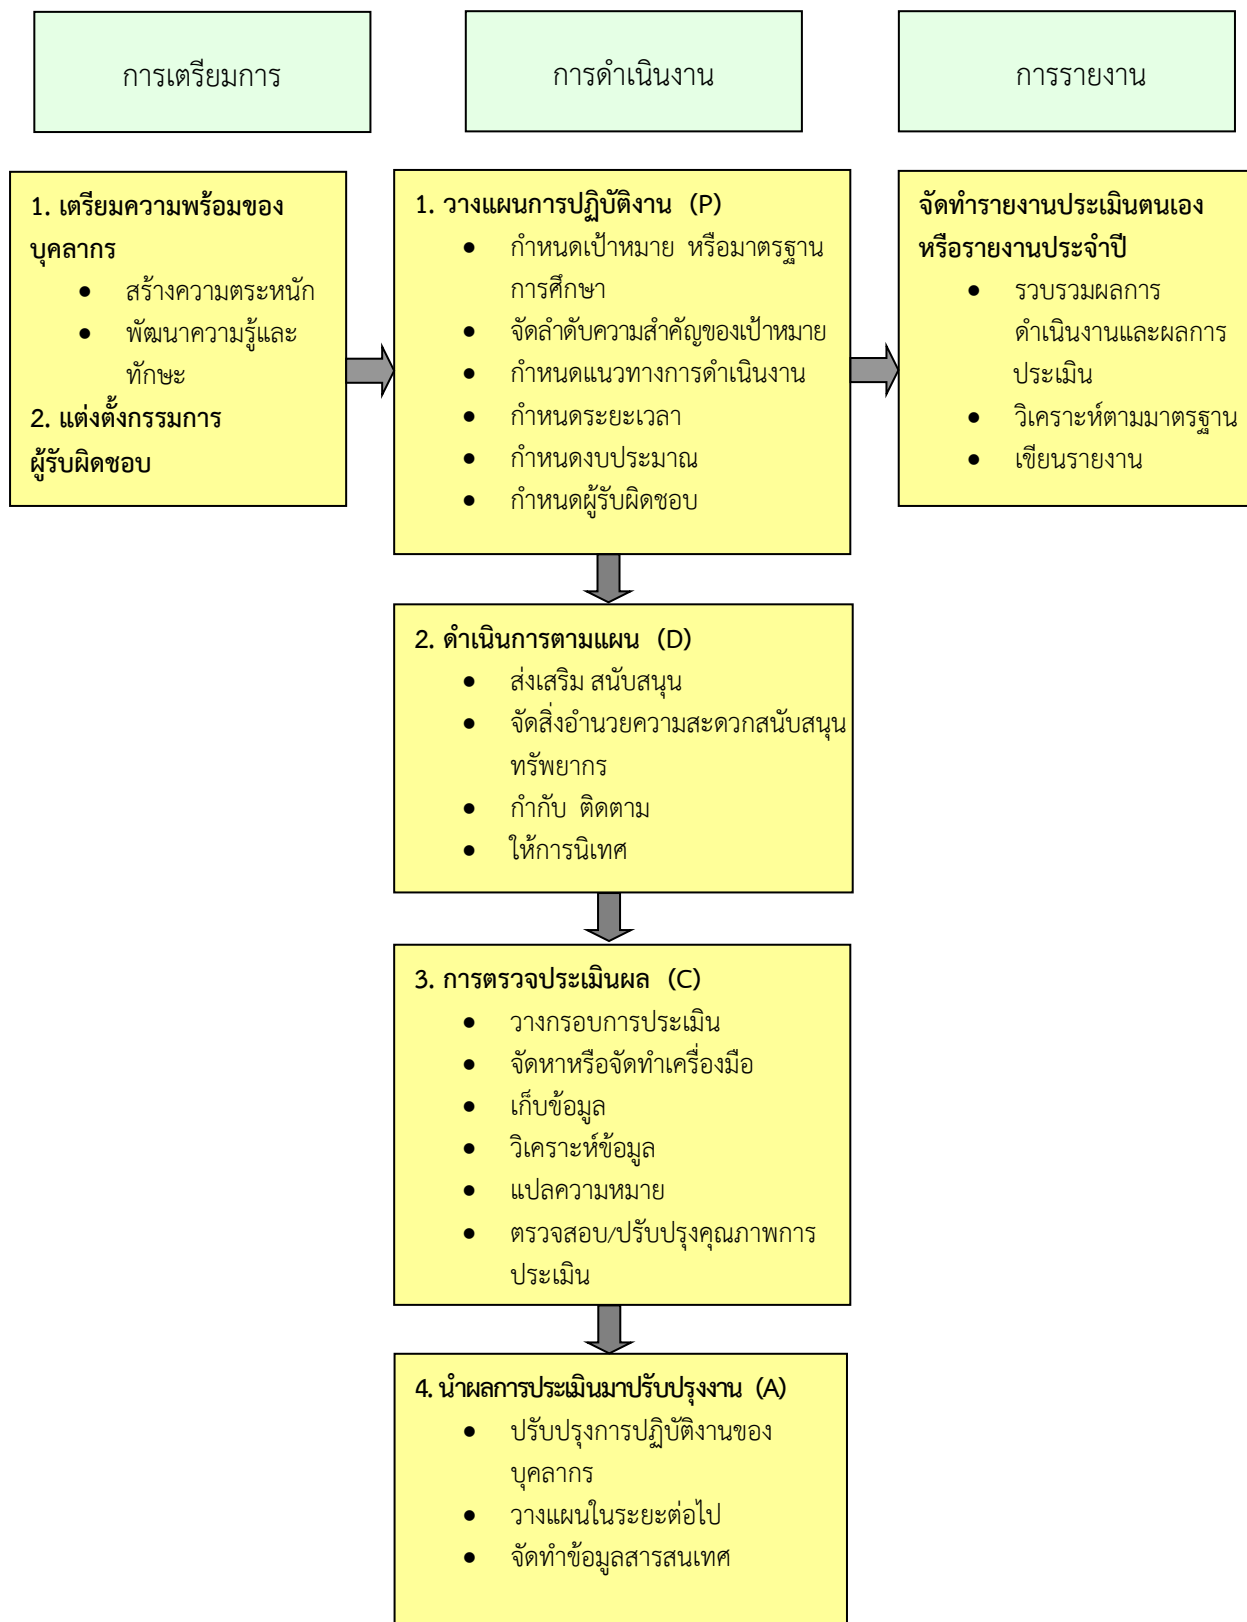 การเตรียมการ
การดำเนินงาน
การรายงาน
1. เตรียมความพร้อมของ
บุคลากร
● สร้างความตระหนัก
● พัฒนาความรู้และ
ทักษะ
2. แต่งตั้งกรรมการ
ผู้รับผิดชอบ
1. วางแผนการปฏิบัติงาน (P)
● กำหนดเป้าหมาย หรือมาตรฐาน
การศึกษา
● จัดลำดับความสำคัญของเป้าหมาย
● กำหนดแนวทางการดำเนินงาน
● กำหนดระยะเวลา
● กำหนดงบประมาณ
● กำหนดผู้รับผิดชอบ
จัดทำรายงานประเมินตนเอง
หรือรายงานประจำปี
● รวบรวมผลการ
ดำเนินงานและผลการ
ประเมิน
● วิเคราะห์ตามมาตรฐาน
● เขียนรายงาน
2. ดำเนินการตามแผน (D)
● ส่งเสริม สนับสนุน
● จัดสิ่งอำนวยความสะดวกสนับสนุน
ทรัพยากร
● กำกับ ติดตาม
● ให้การนิเทศ
3. การตรวจประเมินผล (C)
● วางกรอบการประเมิน
● จัดหาหรือจัดทำเครื่องมือ
● เก็บข้อมูล
● วิเคราะห์ข้อมูล
● แปลความหมาย
● ตรวจสอบ/ปรับปรุงคุณภาพการ
ประเมิน
4. นำผลการประเมินมาปรับปรุงงาน (A)
● ปรับปรุงการปฏิบัติงานของ
บุคลากร
● วางแผนในระยะต่อไป
● จัดทำข้อมูลสารสนเทศ